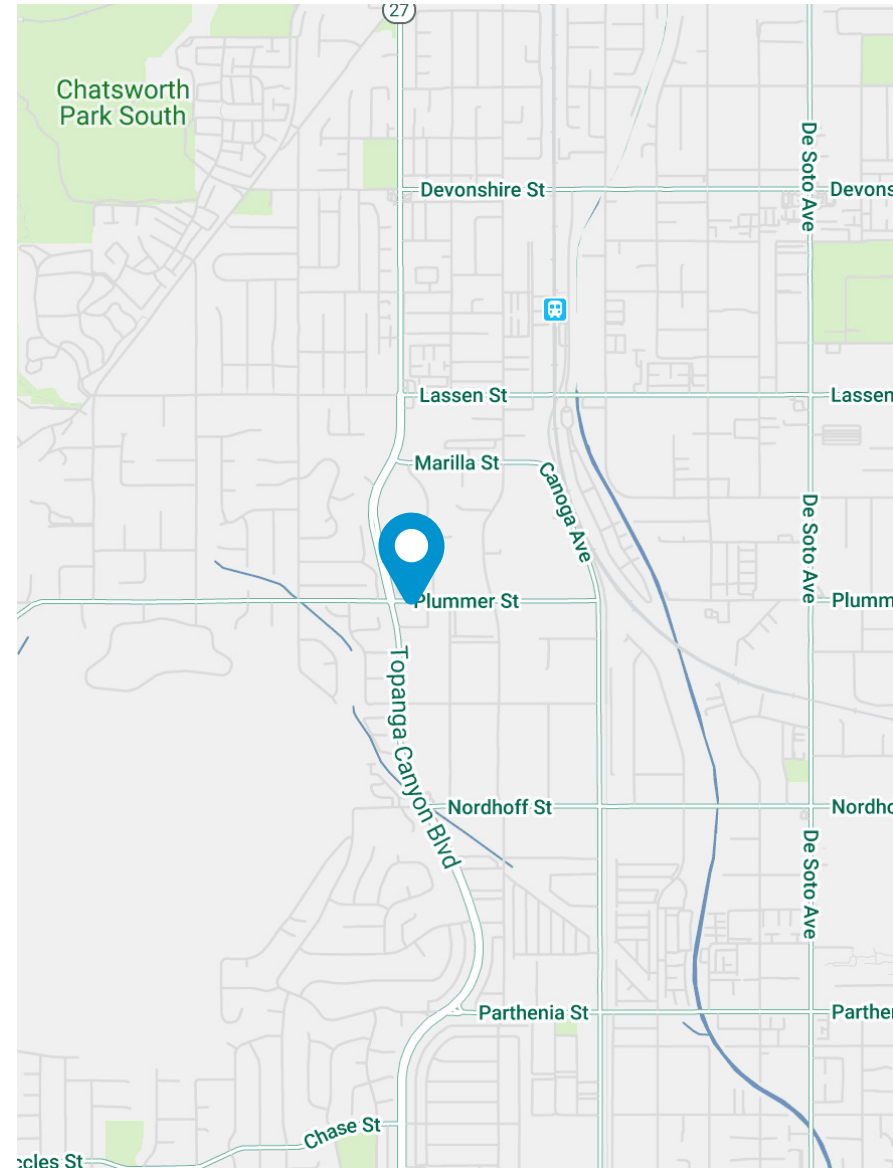 27
Chatsworth
Park South
De Soto Ave
Devonshire St
Devons
Lassen St
Lassen
Marilla St
Canoga Ave
De Soto Ave
Plummer St
Plumm
Topanga Canyon Blvd
Nordhoff St
Nordho
De Soto Ave
Parthenia St
Parthe
Chase St
ccles St